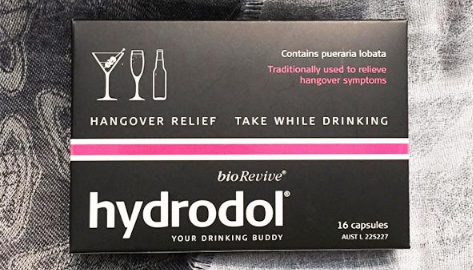 Contains pueraria lobata
Traditionally used to relieve
hangover symptoms
HANGOVER RELIEF TAKE WHILE DRINKING
bioRevive®
hydrodol®
YOUR DRINKING BUDDY
16 capsules
AUST L 225227